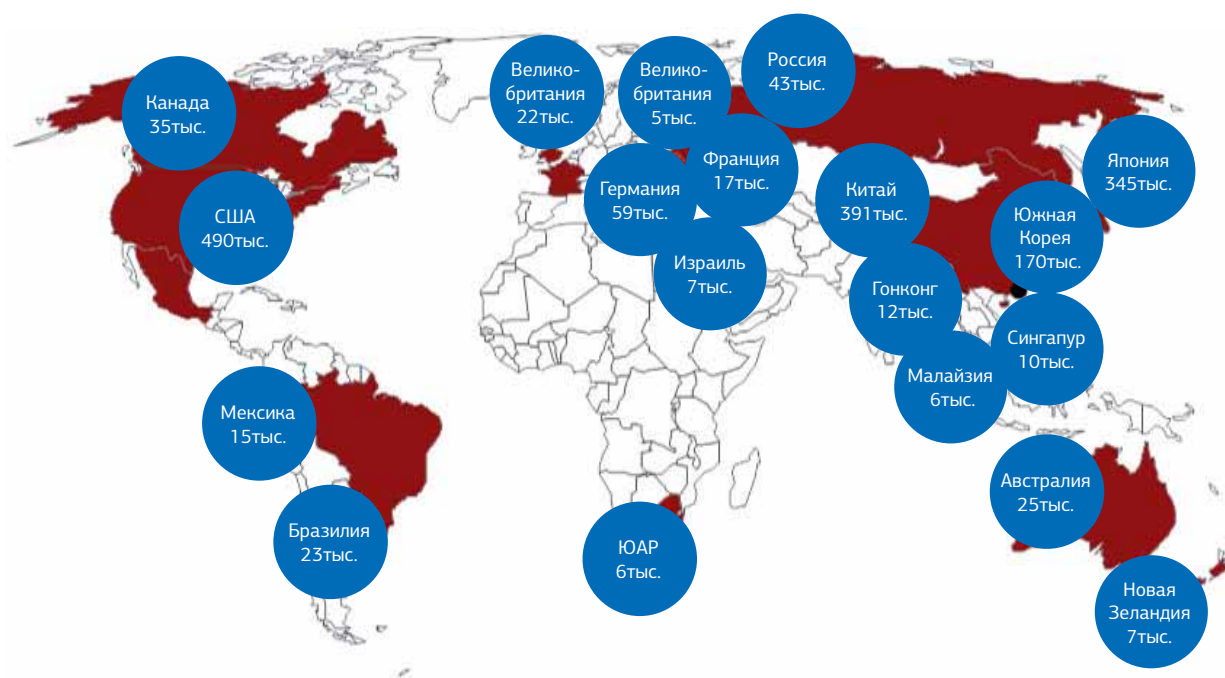 Канада
35тыс.
США
490тыс.
Мексика
15тыс.
Бразилия
23тыс.
Велико-
британия
22тыс.
Велико-
британия
5тыс.
Россия
43тыс.
Франция
17тыс.
Германия
59тыс.
Израиль
7тыс.
ЮАР
6тыс.
Китай
391тыс.
Япония
345тыс.
Южная
Корея
170тыс.
Гонконг
12тыс.
Сингапур
10тыс.
Малайзия
6тыс.
Австралия
25тыс.
Новая
Зеландия
7тыс.